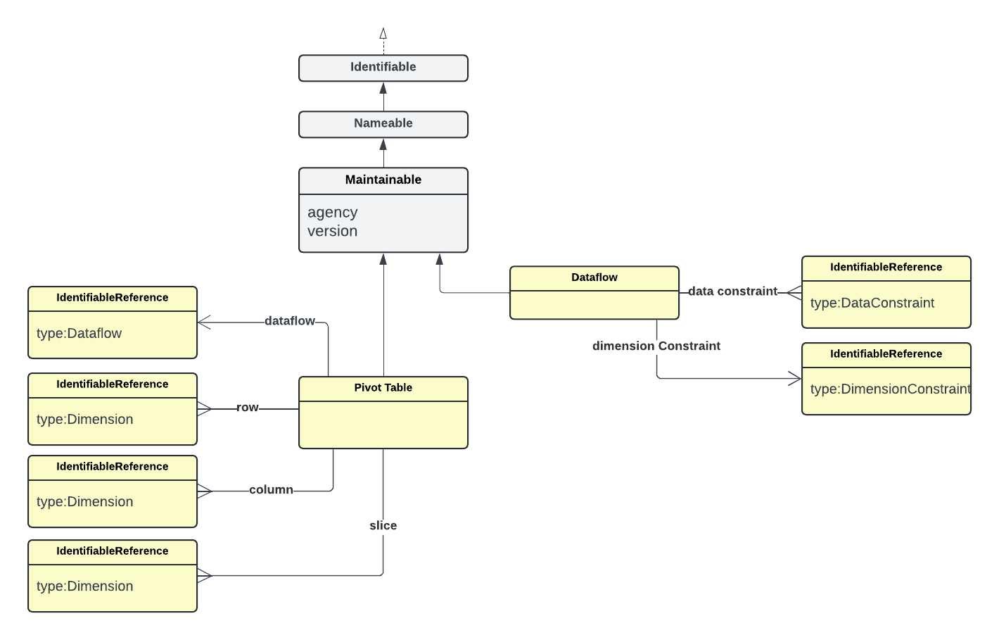 Identifiable
Nameable
Maintainable
agency
version
Dataflow
data constraint
dimension Constraint
IdentifiableReference
type:DataConstraint
IdentifiableReference
type:DimensionConstraint
IdentifiableReference
type:Dataflow
dataflow
IdentifiableReference
type:Dimension
row
Pivot Table
IdentifiableReference
type:Dimension
column
slice
IdentifiableReference
type:Dimension